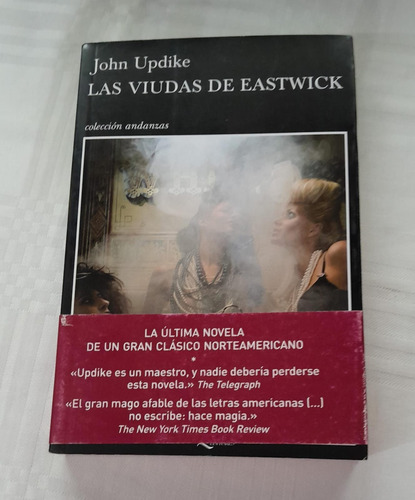 John Updike
LAS VIUDAS DE EASTWICK
colección andanzas
LA ÚLTIMA NOVELA
DE UN GRAN CLÁSICO NORTEAMERICANO
*
«Updike es un maestro, y nadie debería perderse
esta novela.» The Telegraph
«El gran mago afable de las letras americanas (...)
no escribe: hace magia.»
The New York Times Book Review